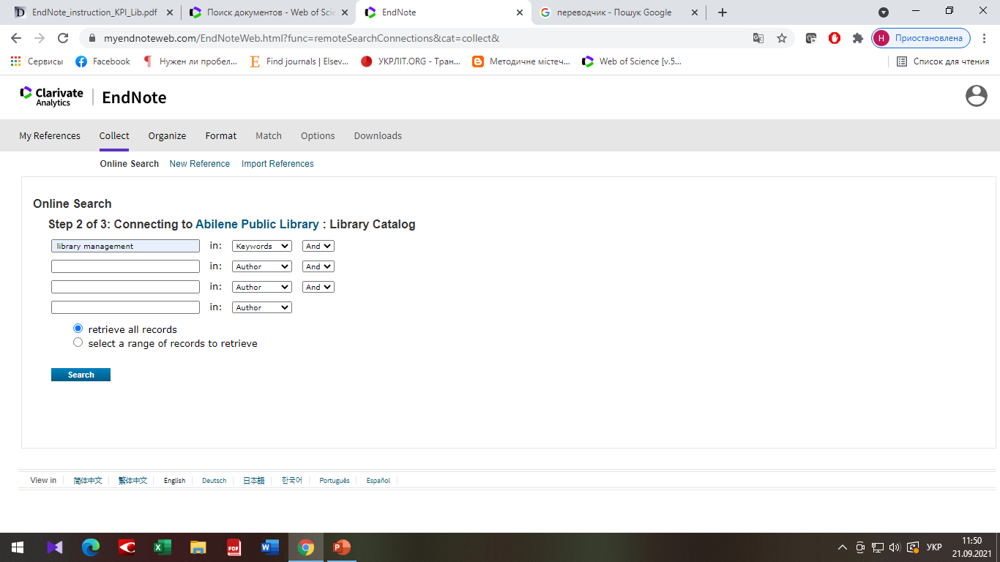 EndNote_instruction_KPI_Lib.pdf
Поиск документов - Web of Scie
EndNote
переводчик - Пошук Google
myendnoteweb.com/EndNoteWeb.html?func=remoteSearchConnections&cat=collect&
Н Приостановлена
Сервисы Facebook Нужен ли пробел... Find journals | Elsev... УКРЛІТ.ORG - Тран... Методичне містеч... Web of Science [v.5... Список для чтения
Clarivate
Analytics
EndNote
My References Collect Organize Format Match Options Downloads
Online Search New Reference Import References
Online Search
Step 2 of 3: Connecting to Abilene Public Library : Library Catalog
library management in: Keywords And
in: Author And
in: Author And
in: Author
retrieve all records
select a range of records to retrieve
Search
View in 简体中文 繁体中文 English Deutsch 日本語 한국어 Português Español
PDF
УКР
11:50
21.09.2021